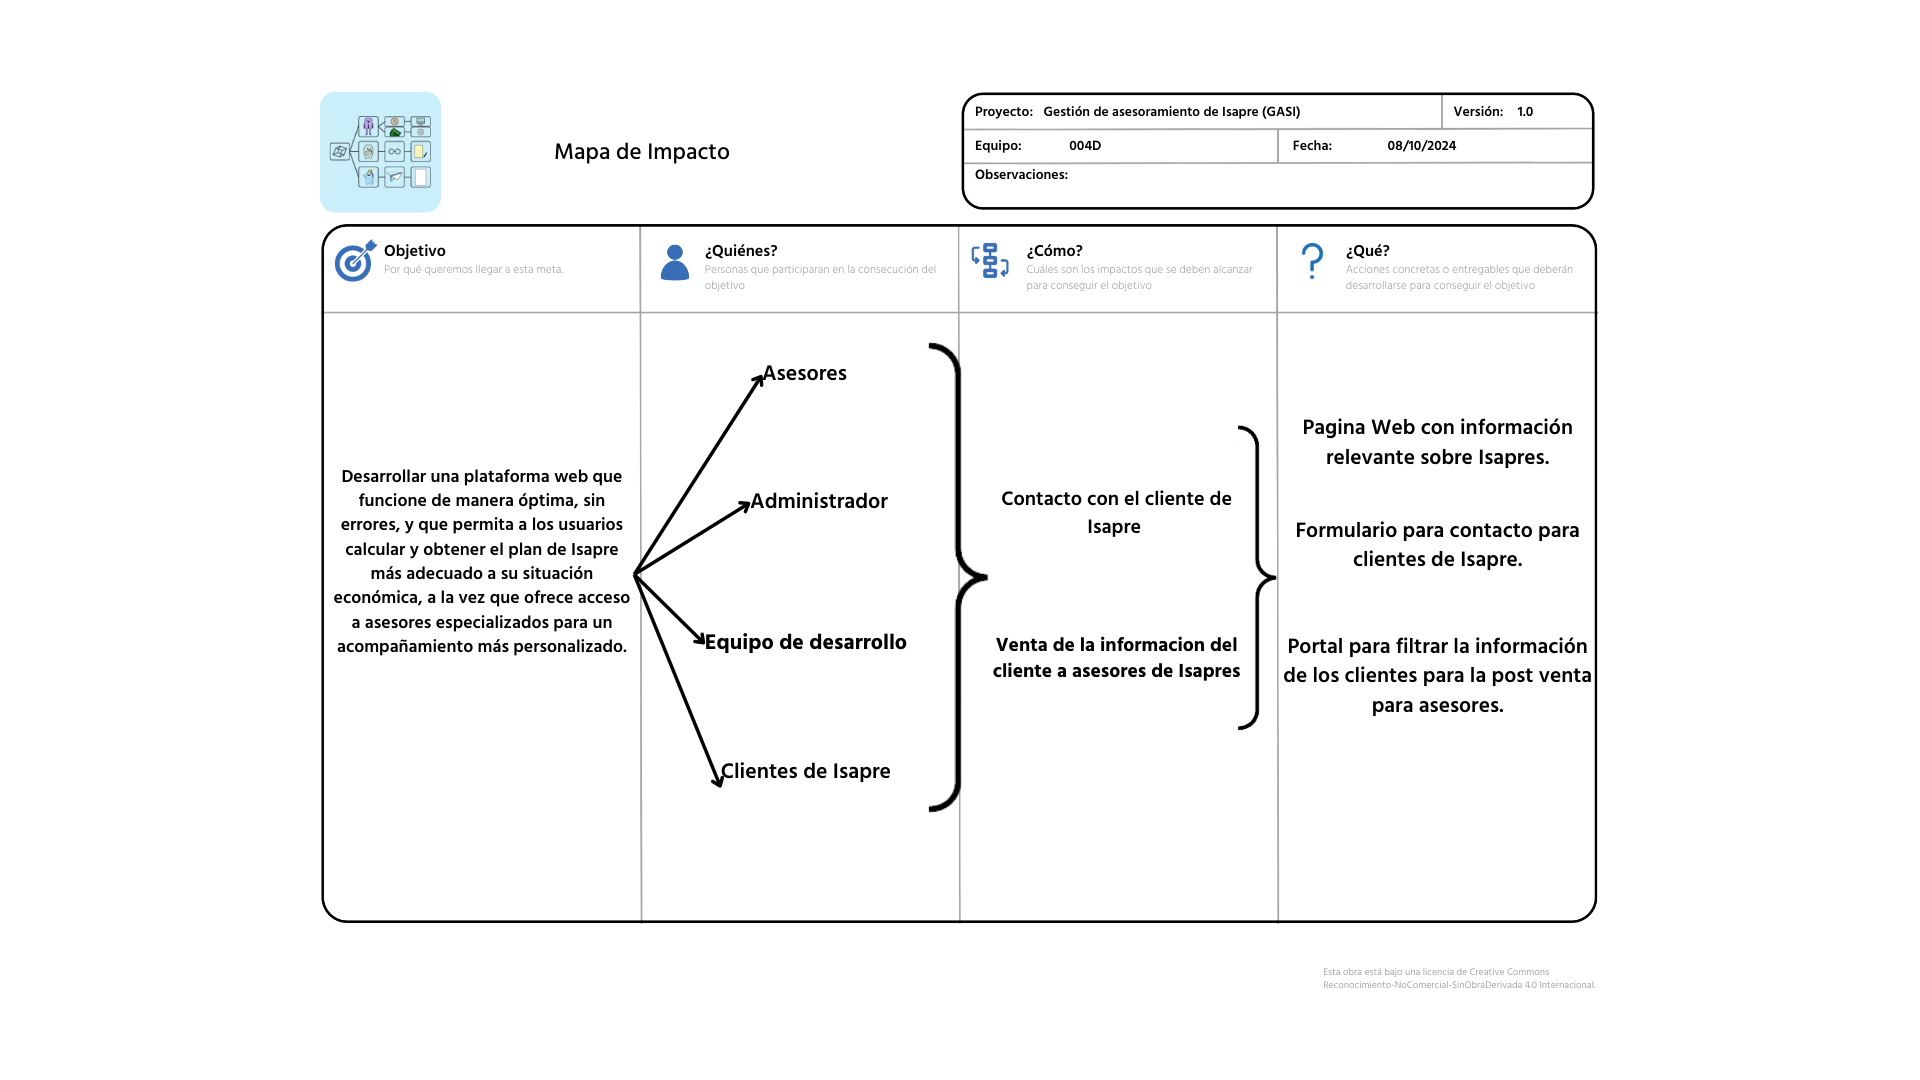 Mapa de Impacto
Proyecto: Gestión de asesoramiento de Isapre (GASI) Versión: 1.0
Equipo: 004D Fecha: 08/10/2024
Observaciones:
Objetivo
Por qué queremos llegar a esta meta.
¿Quiénes?
Personas que participaran en la consecución del
objetivo
¿Cómo?
Cuáles son los impactos que se deben alcanzar
para conseguir el objetivo
¿Qué?
Acciones concretas o entregables que deberán
desarrollarse para conseguir el objetivo
Desarrollar una plataforma web que
funcione de manera óptima, sin
errores, y que permita a los usuarios
calcular y obtener el plan de Isapre
más adecuado a su situación
económica, a la vez que ofrece acceso
a asesores especializados para un
acompañamiento más personalizado.
Asesores
Administrador
Equipo de desarrollo
Clientes de Isapre
Contacto con el cliente de
Isapre
Venta de la informacion del
cliente a asesores de Isapres
Pagina Web con información
relevante sobre Isapres.
Formulario para contacto para
clientes de Isapre.
Portal para filtrar la información
de los clientes para la post venta
para asesores.
Esta obra está bajo una licencia de Creative Commons
Reconocimiento-NoComercial-SinObraDerivada 4.0 Internacional.